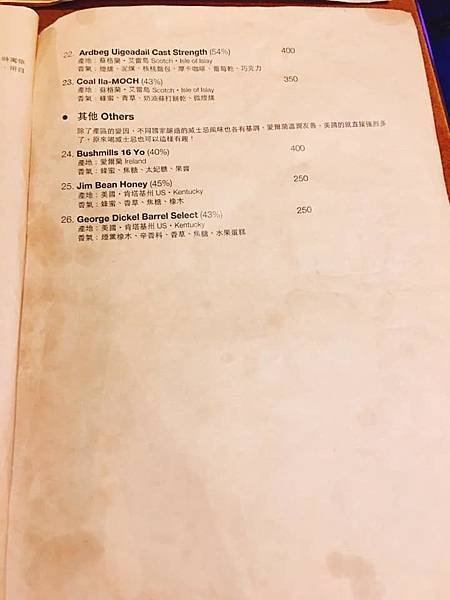 22. Ardbeg Uigeadail Cast Strength (54%) 400
產地：蘇格蘭・艾雷島 Scotch・Isle of Islay
香氣：煙燻、泥煤、核桃麵包、摩卡咖啡、葡萄乾、巧克力
23. Coal Ila-MOCH (43%) 350
產地：蘇格蘭・艾雷島 Scotch・Isle of Islay
香氣：蜂蜜、青草、奶油蘇打餅乾、微煙燻
● 其他 Others
除了產區的變因，不同國家釀造的威士忌風味也各有基調，愛爾蘭溫潤友善、美國的就直接強烈多
了，原來喝威士忌也可以這樣有趣！
24. Bushmills 16 Yo (40%) 400
產地：愛爾蘭 Ireland
香氣：蜂蜜、焦糖、太妃糖、果醬
25. Jim Bean Honey (45%) 250
產地：美國・肯塔基州 US・Kentucky
香氣：蜂蜜、香草、焦糖、橡木
26. George Dickel Barrel Select (43%) 250
產地：美國・肯塔基州 US・Kentucky
香氣：煙薰橡木、辛香料、香草、焦糖、水果蛋糕